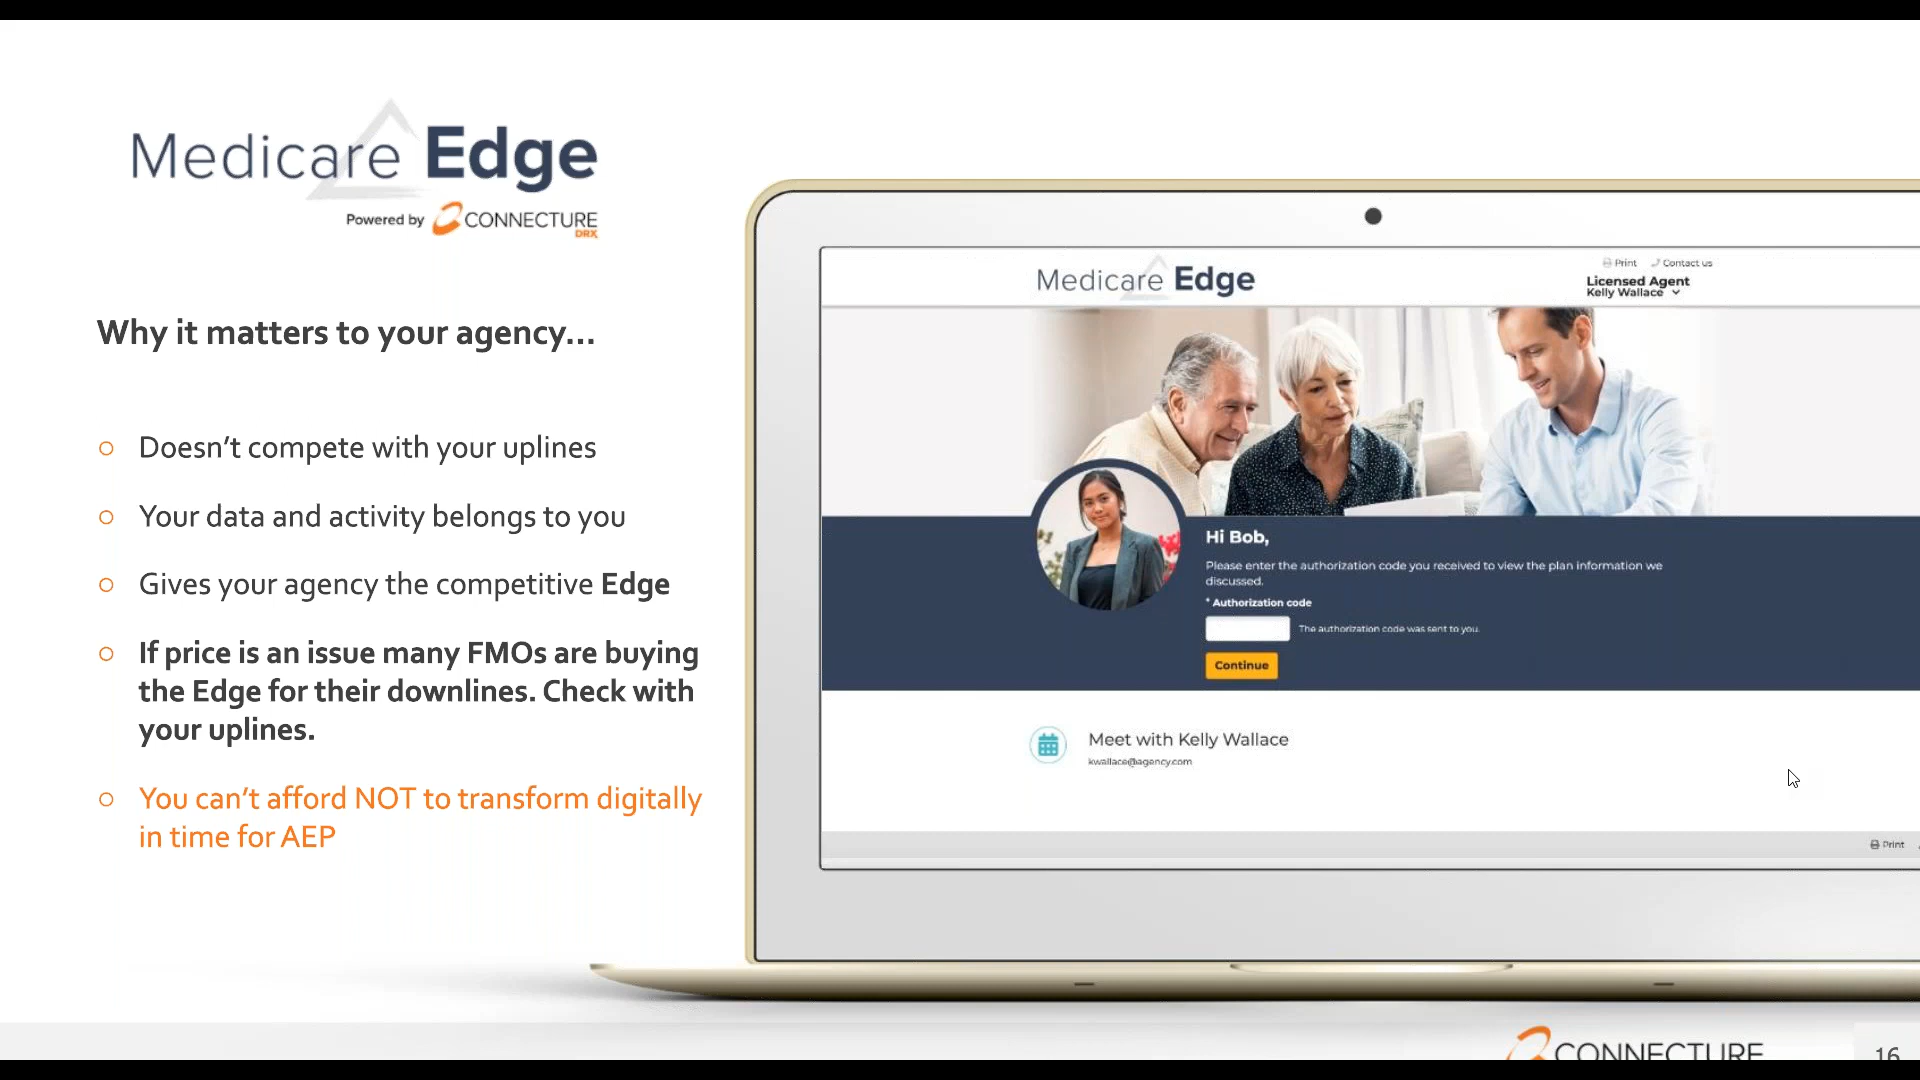 Medicare Edge
Powered by CONNECTURE
DRX
Why it matters to your agency...
Doesn't compete with your uplines
Your data and activity belongs to you
Gives your agency the competitive Edge
If price is an issue many FMOs are buying
the Edge for their downlines. Check with
your uplines.
You can't afford NOT to transform digitally
in time for AEP
Medicare Edge
Print Contact us
Licensed Agent
Kelly Wallace
Hi Bob,
Please enter the authorization code you received to view the plan information we
discussed.
* Authorization code
The authorization code was sent to you.
Continue
Meet with Kelly Wallace
kwallace@agency.com
Print
CONNECTURE
16